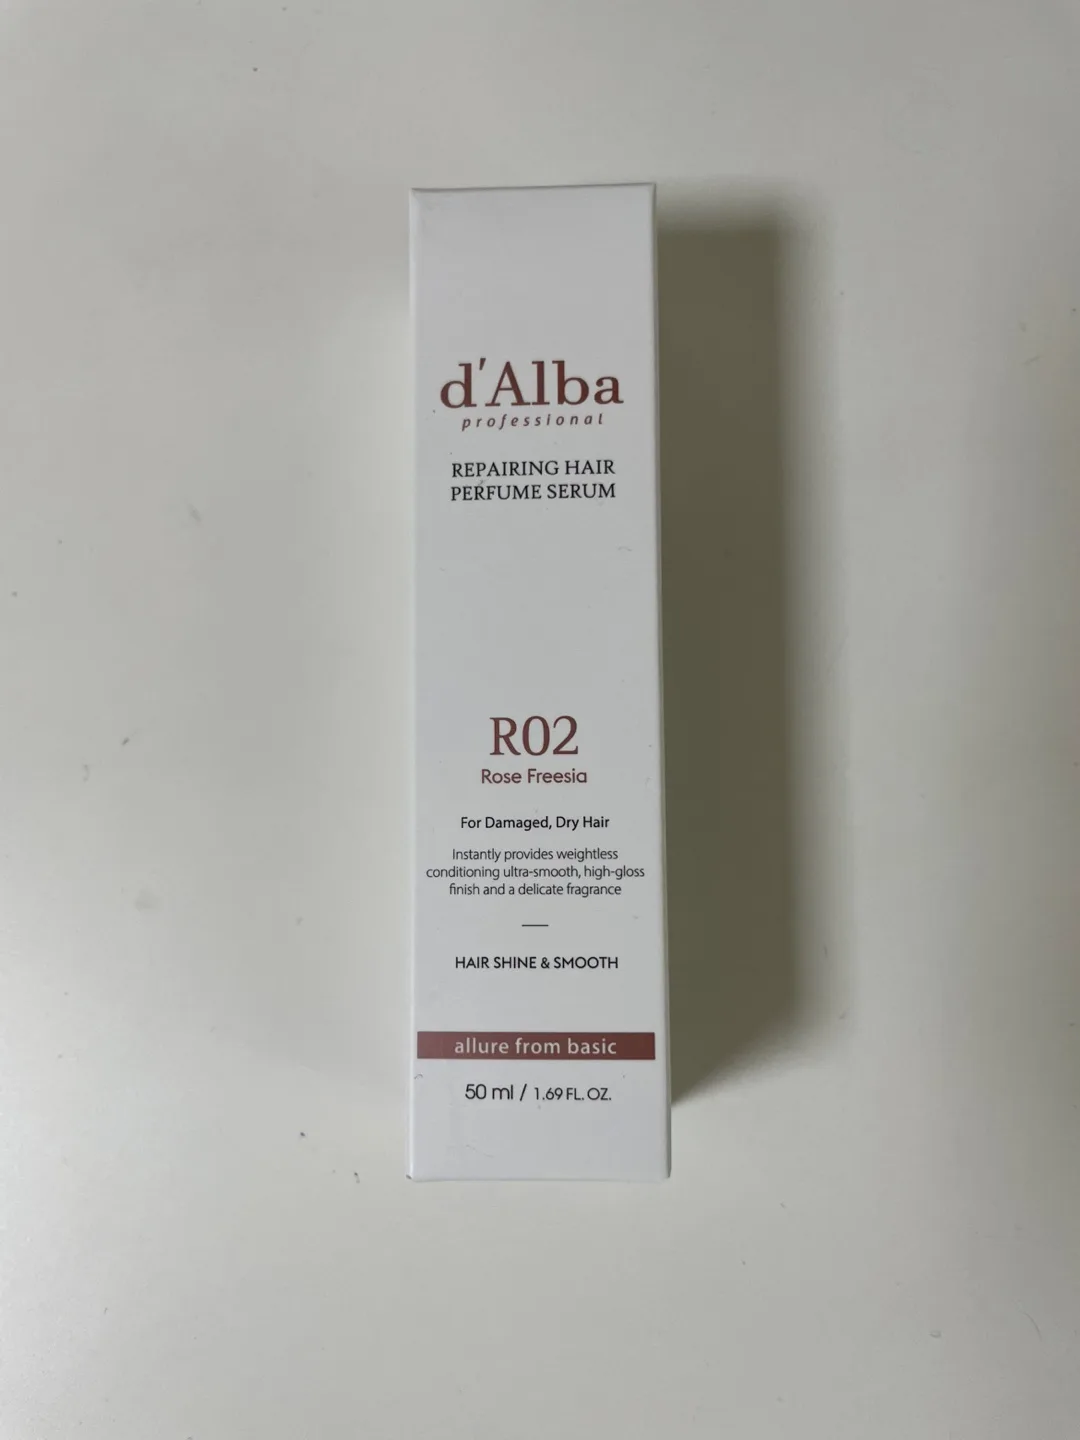 d'Alba
professional
REPAIRING HAIR
PERFUME SERUM
R02
Rose Freesia
For Damaged, Dry Hair
Instantly provides weightless
conditioning ultra-smooth, high-gloss
finish and a delicate fragrance
HAIR SHINE & SMOOTH
allure from basic
50 ml / 1.69 FL. OZ.